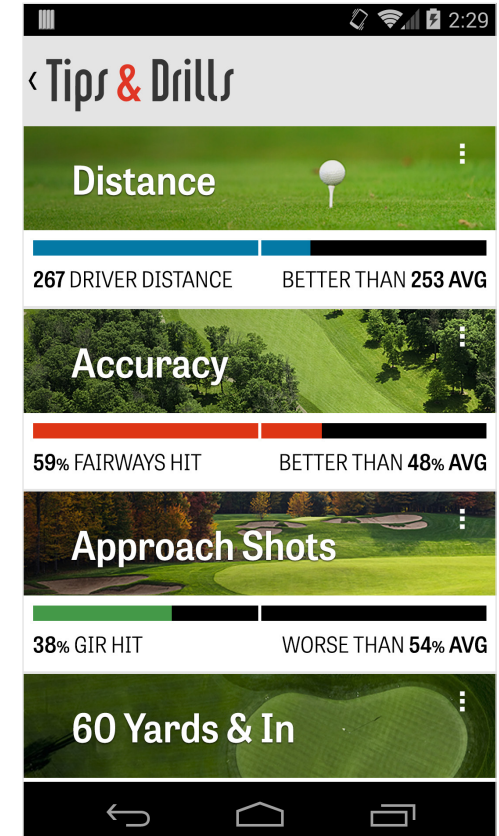 2:29
‹ Tips & Drills
Distance
267 DRIVER DISTANCE BETTER THAN 253 AVG
Accuracy
59% FAIRWAYS HIT BETTER THAN 48% AVG
Approach Shots
38% GIR HIT WORSE THAN 54% AVG
60 Yards & In